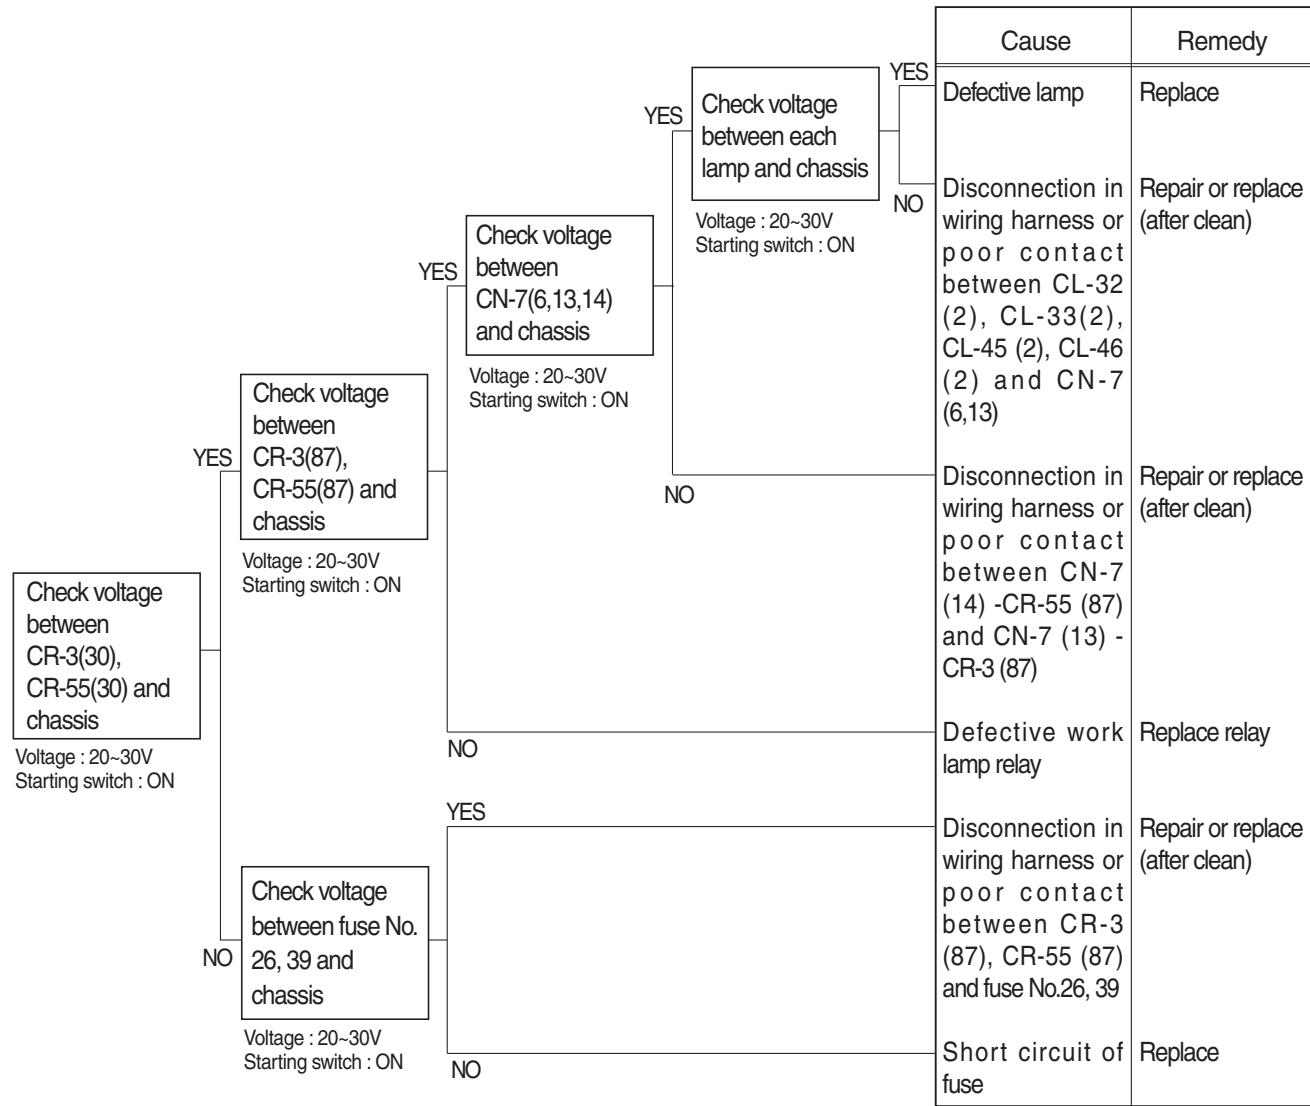 Cause
Remedy
YES
Defective lamp
Replace
YES
Check voltage
between each
lamp and chassis
Voltage : 20~30V
Starting switch : ON
NO
Disconnection in
wiring harness or
poor contact
between CL-32
(2), CL-33(2),
CL-45 (2), CL-46
(2) and CN-7
(6,13)
Repair or replace
(after clean)
YES
Check voltage
between
CN-7(6,13,14)
and chassis
Voltage : 20~30V
Starting switch : ON
NO
Disconnection in
wiring harness or
poor contact
between CN-7
(14) -CR-55 (87)
and CN-7 (13) -
CR-3 (87)
Repair or replace
(after clean)
YES
Check voltage
between
CR-3(87),
CR-55(87) and
chassis
Voltage : 20~30V
Starting switch : ON
NO
Defective work
lamp relay
Replace relay
Check voltage
between
CR-3(30),
CR-55(30) and
chassis
Voltage : 20~30V
Starting switch : ON
YES
Disconnection in
wiring harness or
poor contact
between CR-3
(87), CR-55 (87)
and fuse No.26, 39
Repair or replace
(after clean)
NO
Check voltage
between fuse No.
26, 39 and
chassis
Voltage : 20~30V
Starting switch : ON
NO
Short circuit of
fuse
Replace